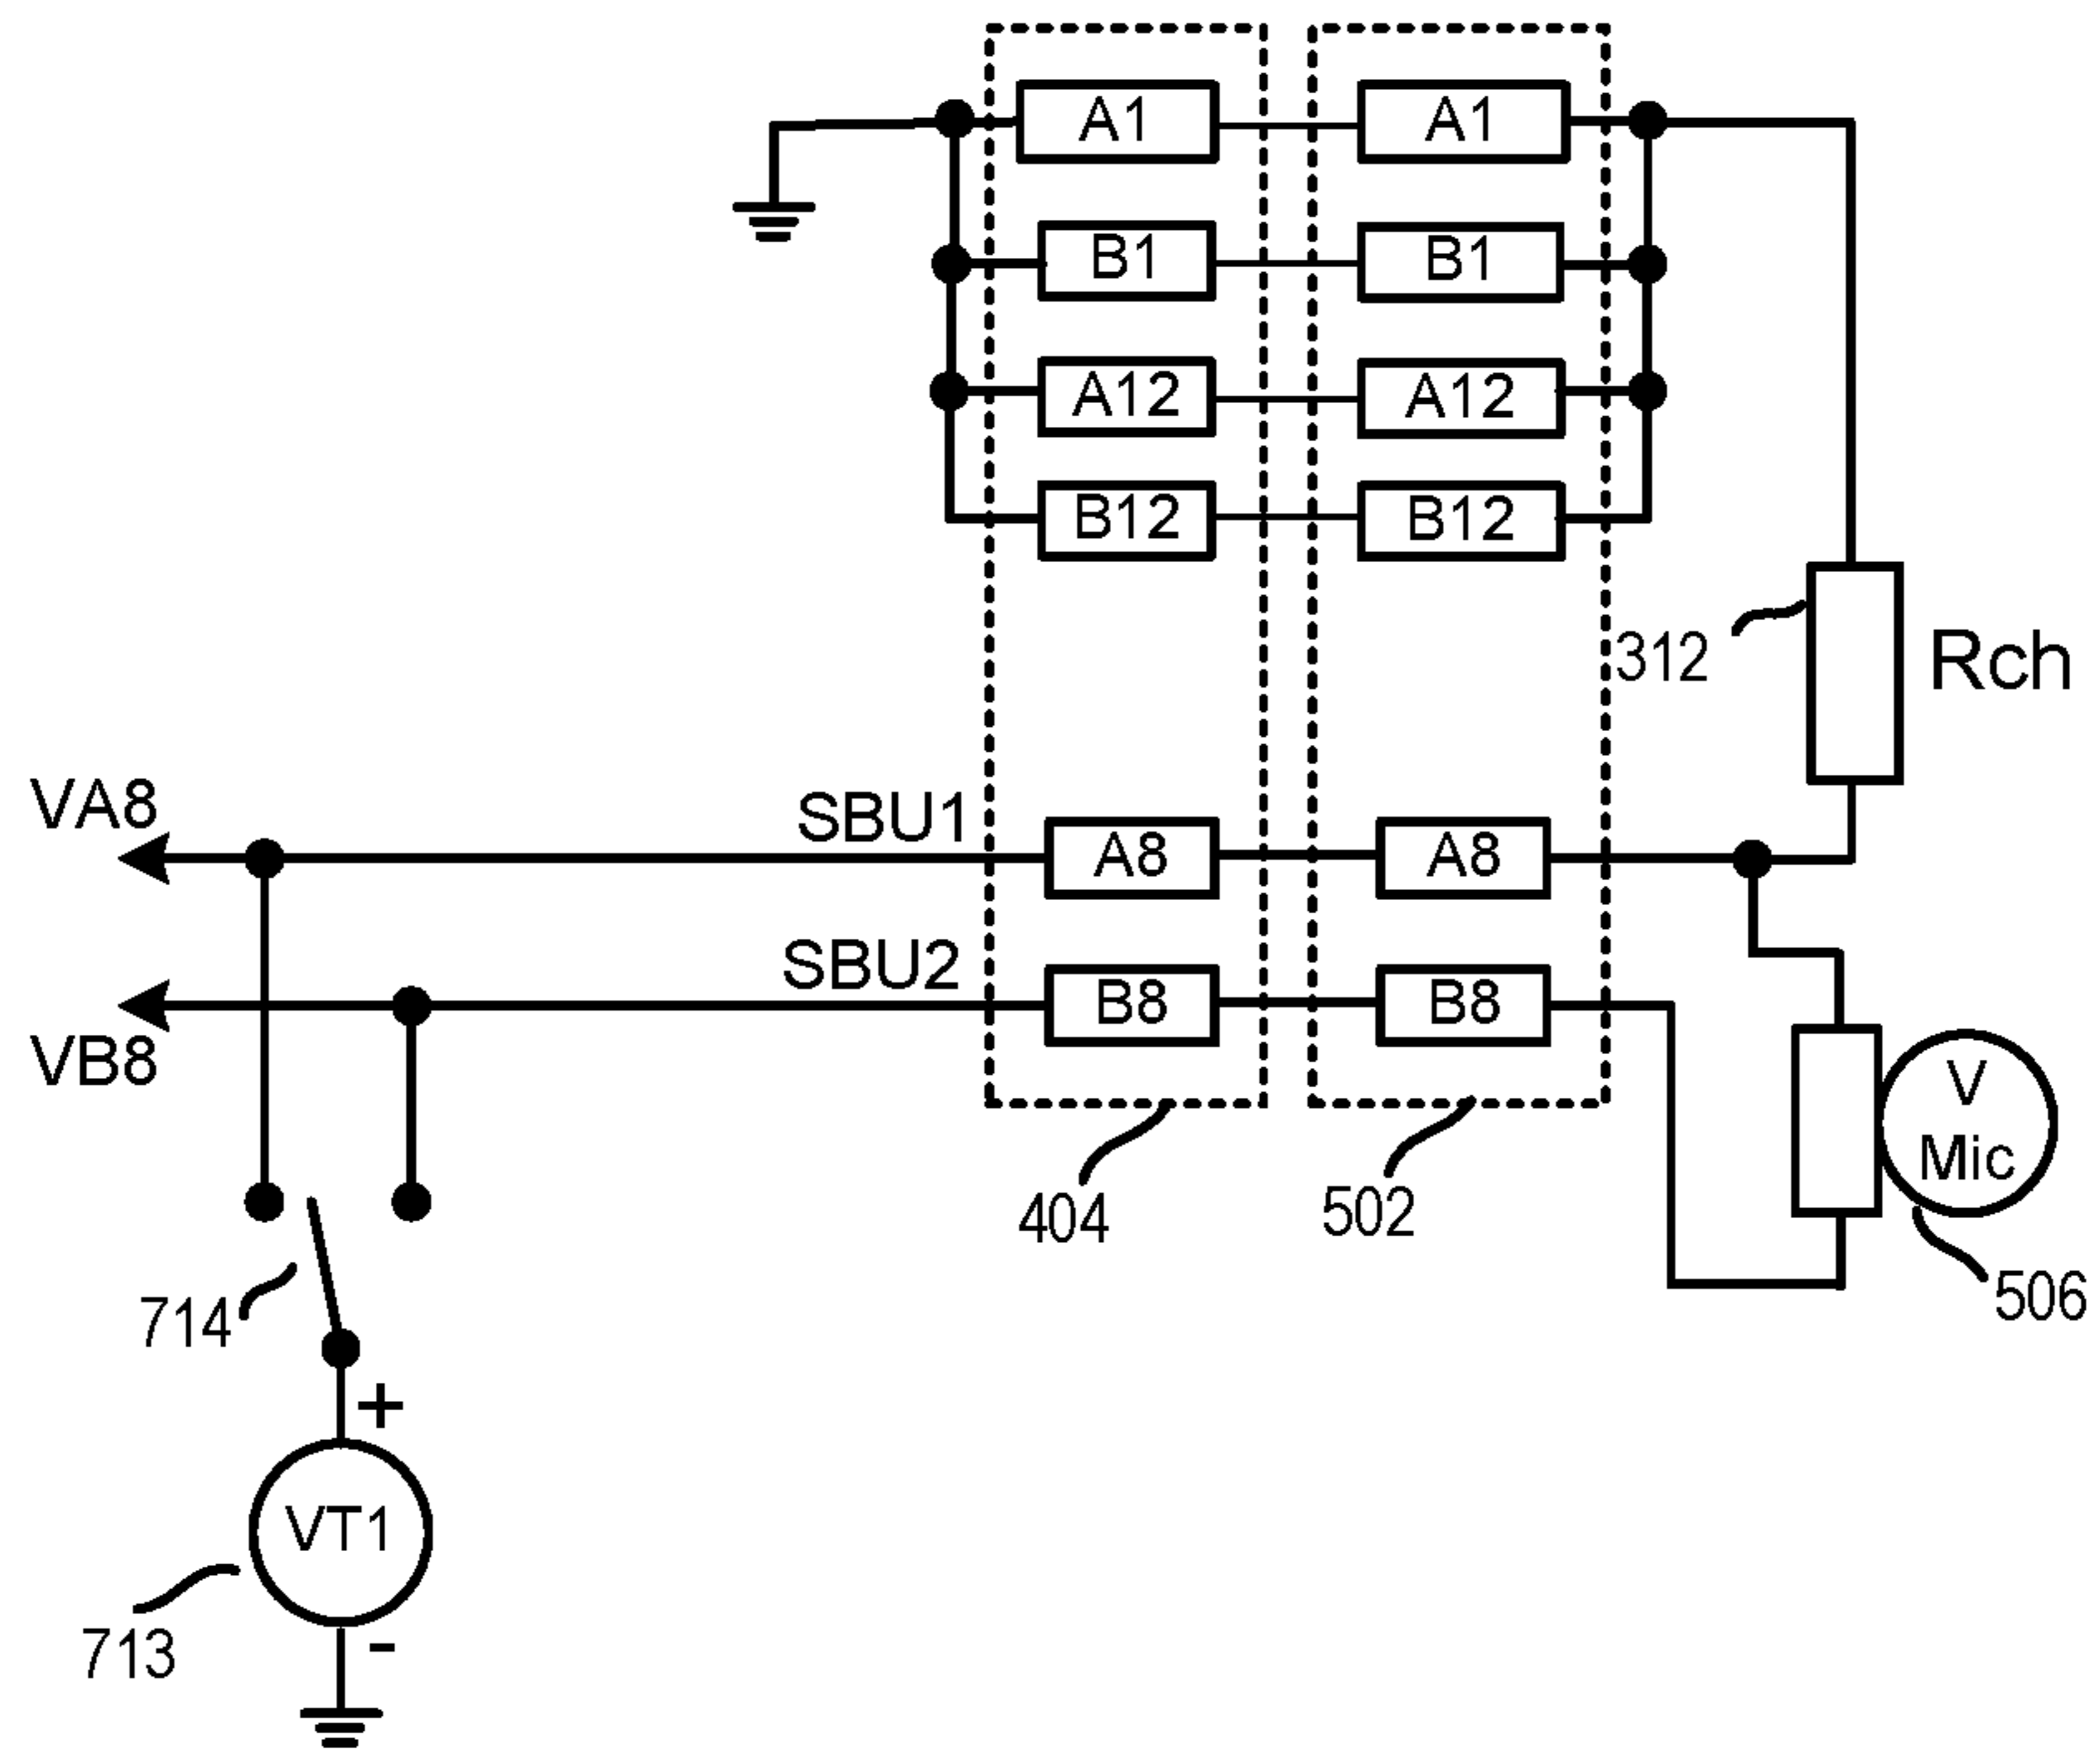 A1 A1
B1 B1
A12 A12
B12 B12
312 Rch
VA8 SBU1 A8 A8
SBU2 B8 B8
VB8
V
Mic
404 502
714 506
+
VT1
713 -